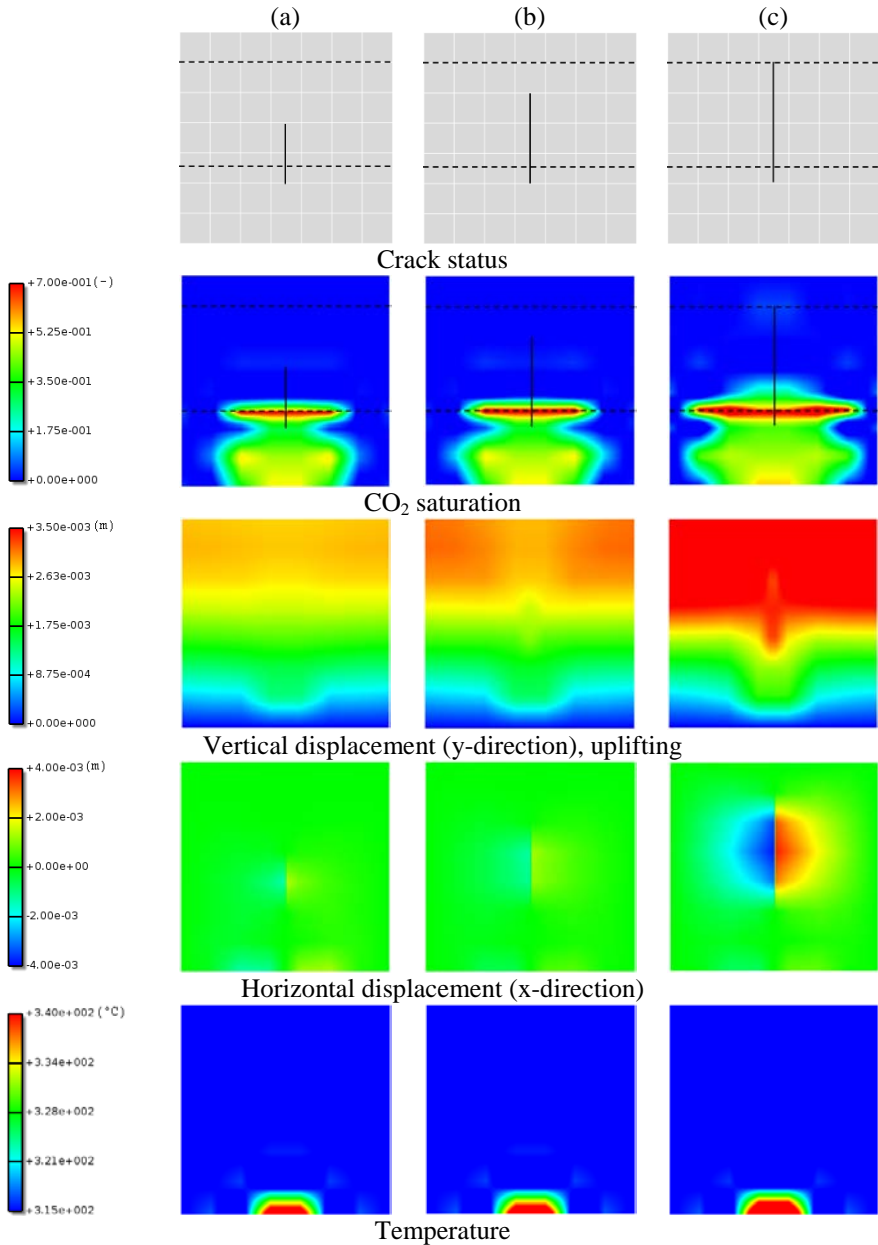 (a) (b) (c)
Crack status
+7.00e-001(-)
+5.25e-001
+3.50e-001
+1.75e-001
+0.00e+000
CO₂ saturation
+3.50e-003(m)
+2.63e-003
+1.75e-003
+8.75e-004
+0.00e+000
Vertical displacement (y-direction), uplifting
+4.00e-03(m)
+2.00e-03
+0.00e+00
-2.00e-03
-4.00e-03
Horizontal displacement (x-direction)
+3.40e+002(°C)
+3.34e+002
+3.28e+002
+3.21e+002
+3.15e+002
Temperature